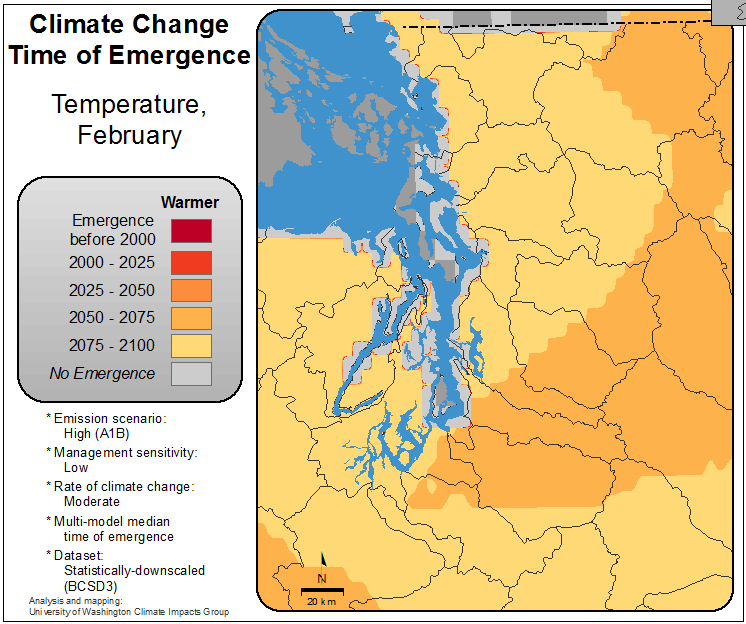 Climate Change
Time of Emergence
Temperature,
February
Warmer
Emergence
before 2000
2000 - 2025
2025 - 2050
2050 - 2075
2075 - 2100
No Emergence
* Emission scenario:
High (A1B)
* Management sensitivity:
Low
* Rate of climate change:
Moderate
* Multi-model median
time of emergence
* Dataset:
Statistically-downscaled
(BCSD3)
Analysis and mapping:
University of Washington Climate Impacts Group
N
20 km